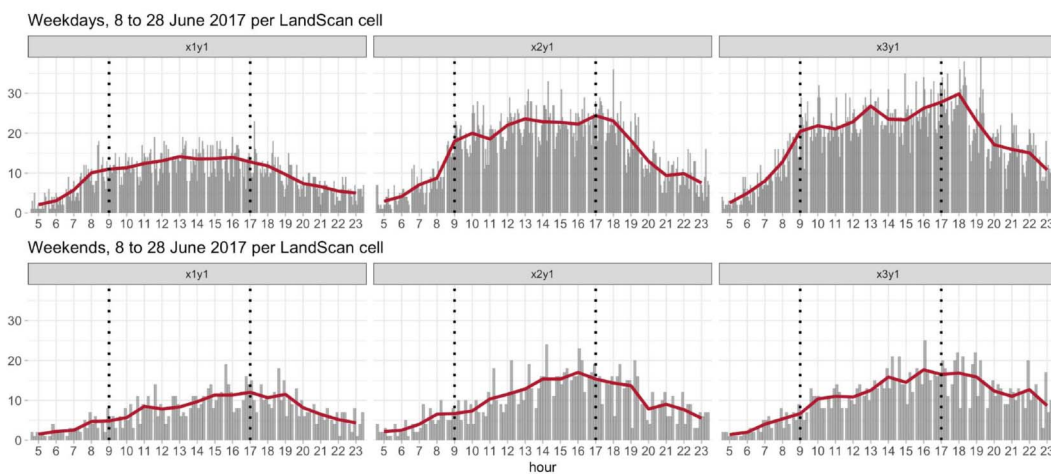 Weekdays, 8 to 28 June 2017 per LandScan cell
x1y1 x2y1 x3y1
30
20
10
0
5 6 7 8 9 10 11 12 13 14 15 16 17 18 19 20 21 22 23 5 6 7 8 9 10 11 12 13 14 15 16 17 18 19 20 21 22 23 5 6 7 8 9 10 11 12 13 14 15 16 17 18 19 20 21 22 23
Weekends, 8 to 28 June 2017 per LandScan cell
x1y1 x2y1 x3y1
30
20
10
0
5 6 7 8 9 10 11 12 13 14 15 16 17 18 19 20 21 22 23 5 6 7 8 9 10 11 12 13 14 15 16 17 18 19 20 21 22 23 5 6 7 8 9 10 11 12 13 14 15 16 17 18 19 20 21 22 23
hour